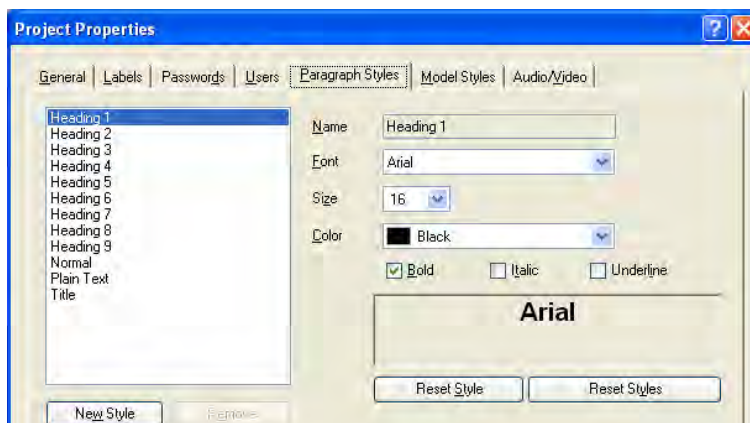 Project Properties
General Labels Passwords Users Paragraph Styles Model Styles Audio/Video
Heading 1
Heading 2
Heading 3
Heading 4
Heading 5
Heading 6
Heading 7
Heading 8
Heading 9
Normal
Plain Text
Title
New Style Remove
Name Heading 1
Font Arial
Size 16
Color Black
Bold Italic Underline
Arial
Reset Style Reset Styles